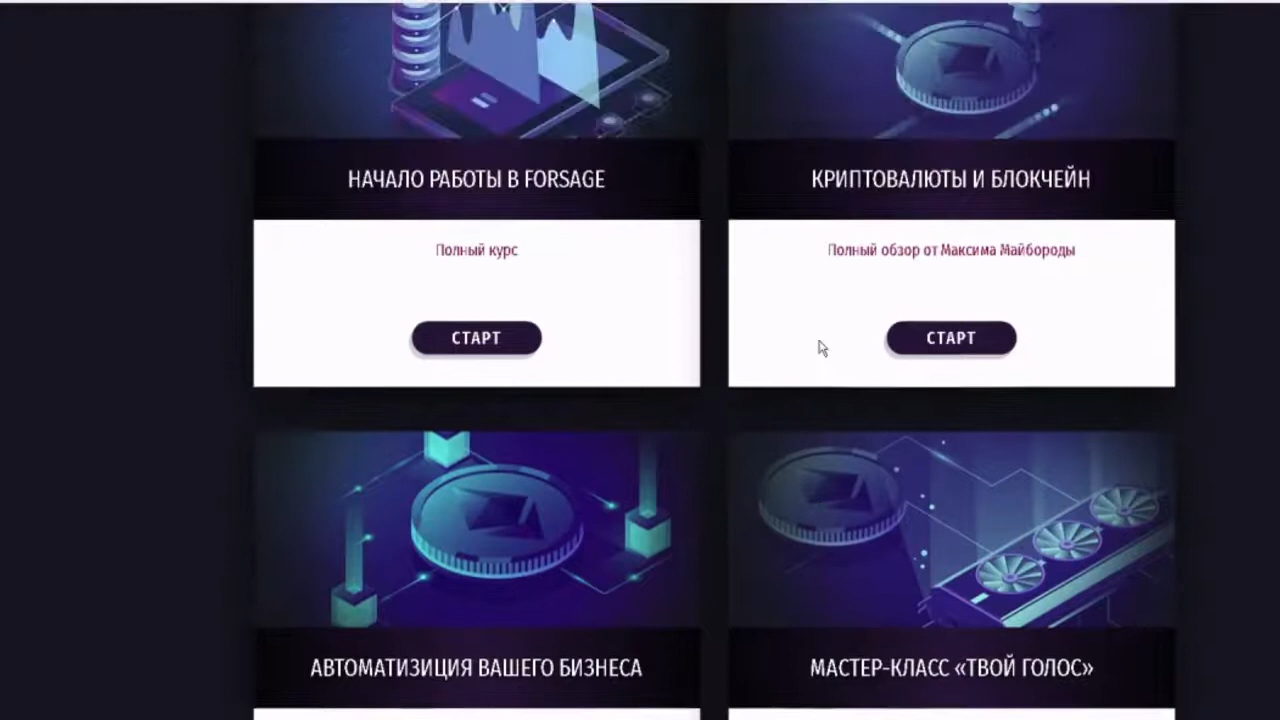 НАЧАЛО РАБОТЫ В FORSAGE
КРИПТОВАЛЮТЫ И БЛОКЧЕЙН
Полный курс
Полный обзор от Максима Майбороды
СТАРТ
СТАРТ
АВТОМАТИЗИЦИЯ ВАШЕГО БИЗНЕСА
МАСТЕР-КЛАСС «ТВОЙ ГОЛОС»